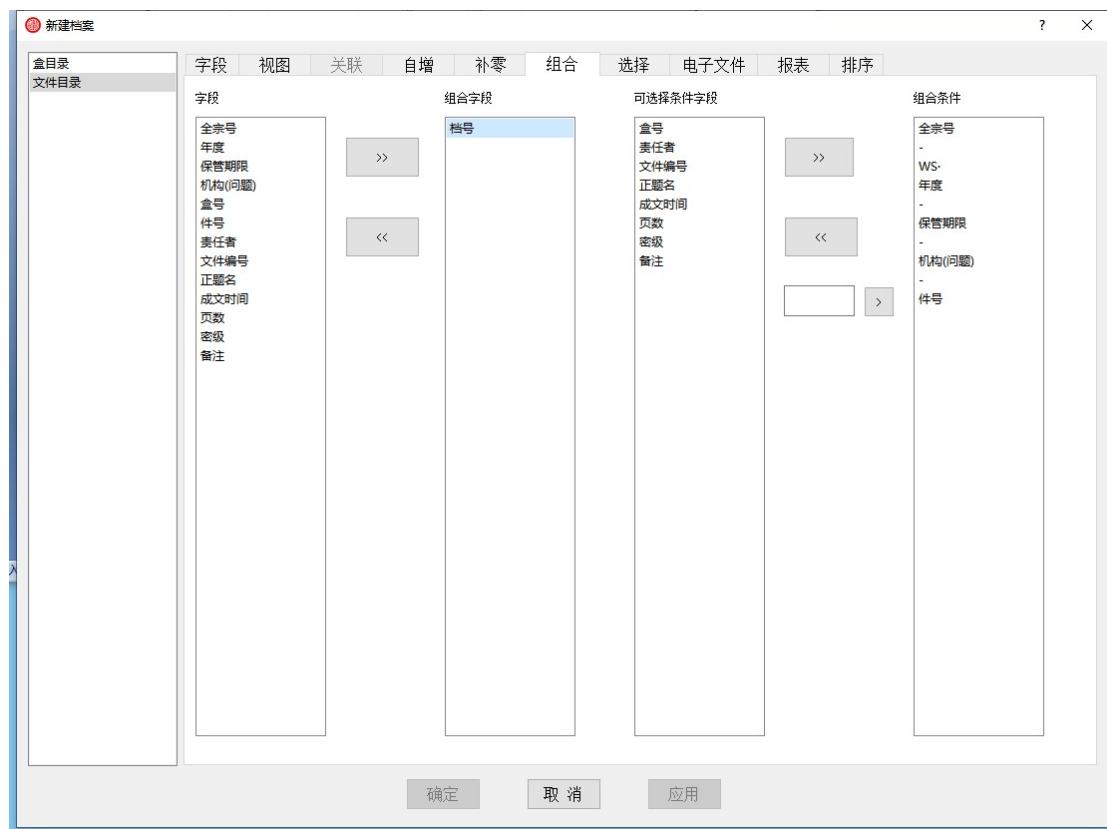 新建档案
?
×
盒目录
文件目录
字段
视图
关联
自增
补零
组合
选择
电子文件
报表
排序
字段
组合字段
可选择条件字段
组合条件
全宗号
年度
保管期限
机构(问题)
盒号
件号
责任者
文件编号
正题名
成文时间
页数
密级
备注
>>
<<
档号
盒号
责任者
文件编号
正题名
成文时间
页数
密级
备注
>>
<<
>
全宗号
-
WS·
年度
-
保管期限
-
机构(问题)
-
件号
入
确定
取 消
应用